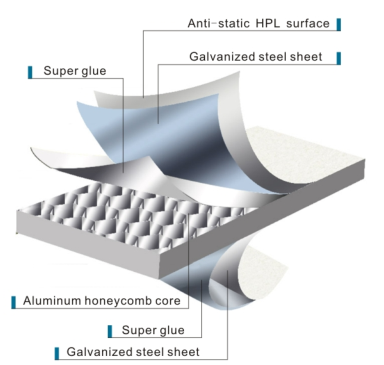 Anti-static HPL surface
Galvanized steel sheet
Super glue
Aluminum honeycomb core
Super glue
Galvanized steel sheet